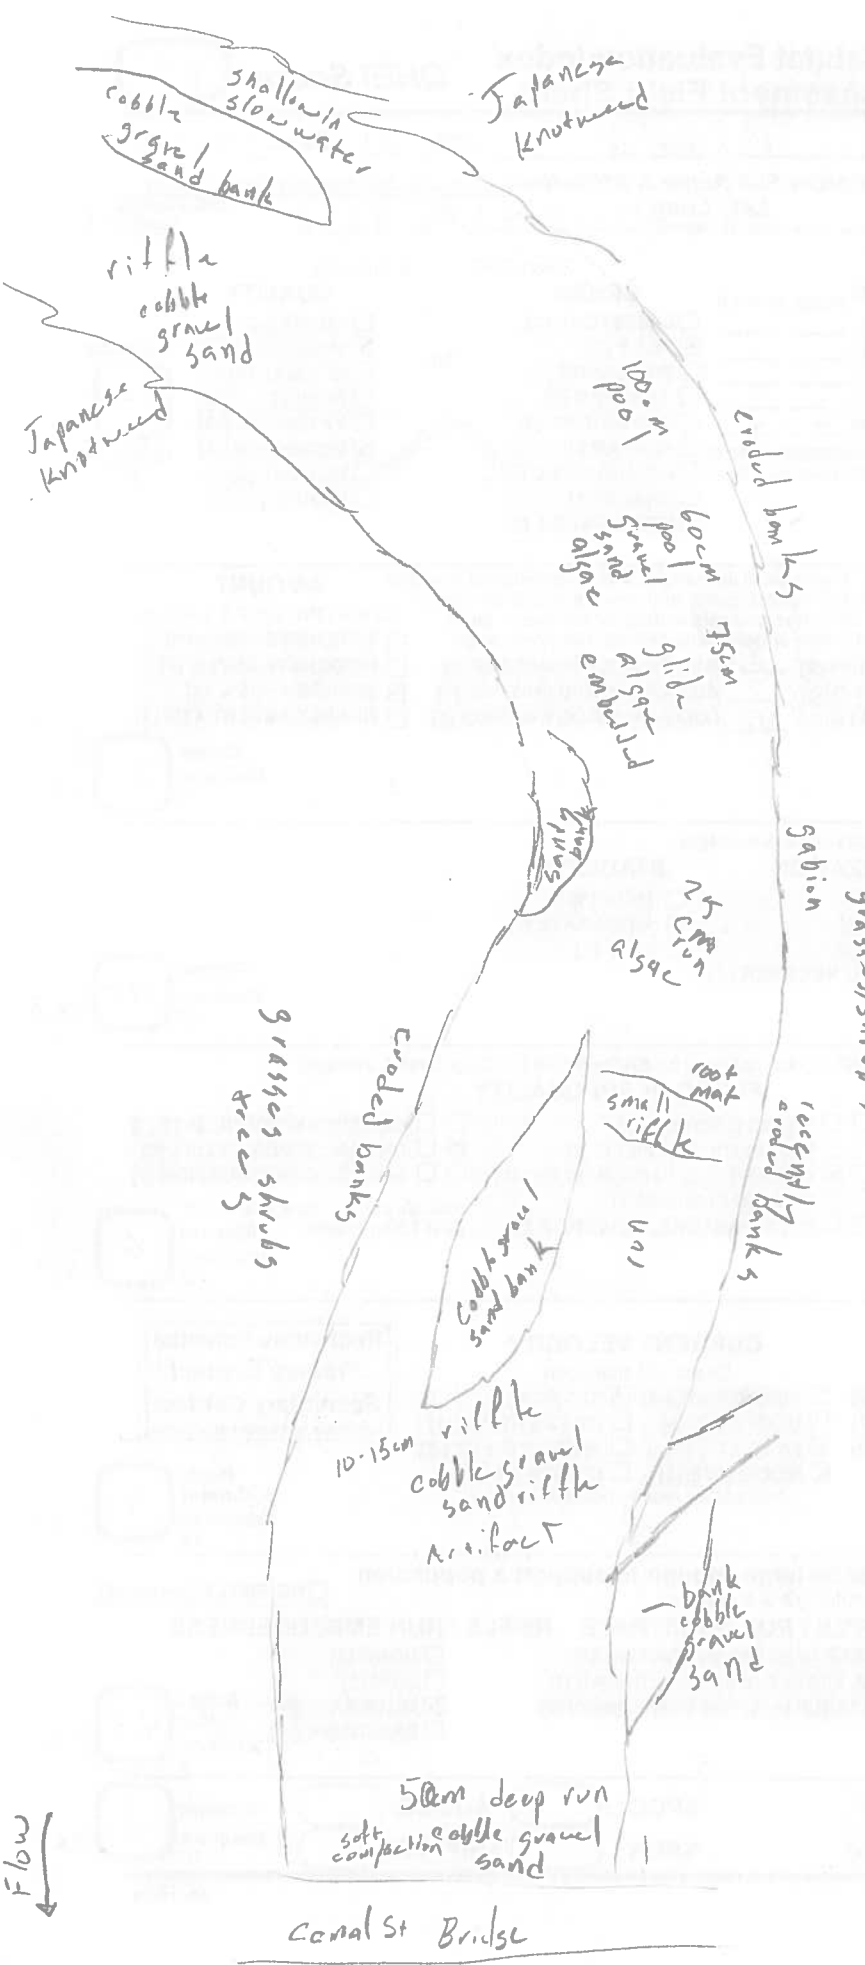 Japanese
Knotweed
shallow in
slow water
cobble
gravel
sand bank
riffle
cobble
gravel
sand
Japanese
Knotweed
100cm
pool
eroded banks
60cm
pool
gravel
sand
algae
75cm
glide
algae
embedded
sand
bank
gabion
run
algae
root
mat
small
riffle
recently
eroded banks
run
eroded banks
grasses shrubs
trees
cobble gravel
sand bank
10-15cm riffle
cobble gravel
sand riffle
Artifact
bank
cobble
gravel
sand
50cm deep run
soft
compaction
cobble gravel
sand
Flow
Canal St Bridge